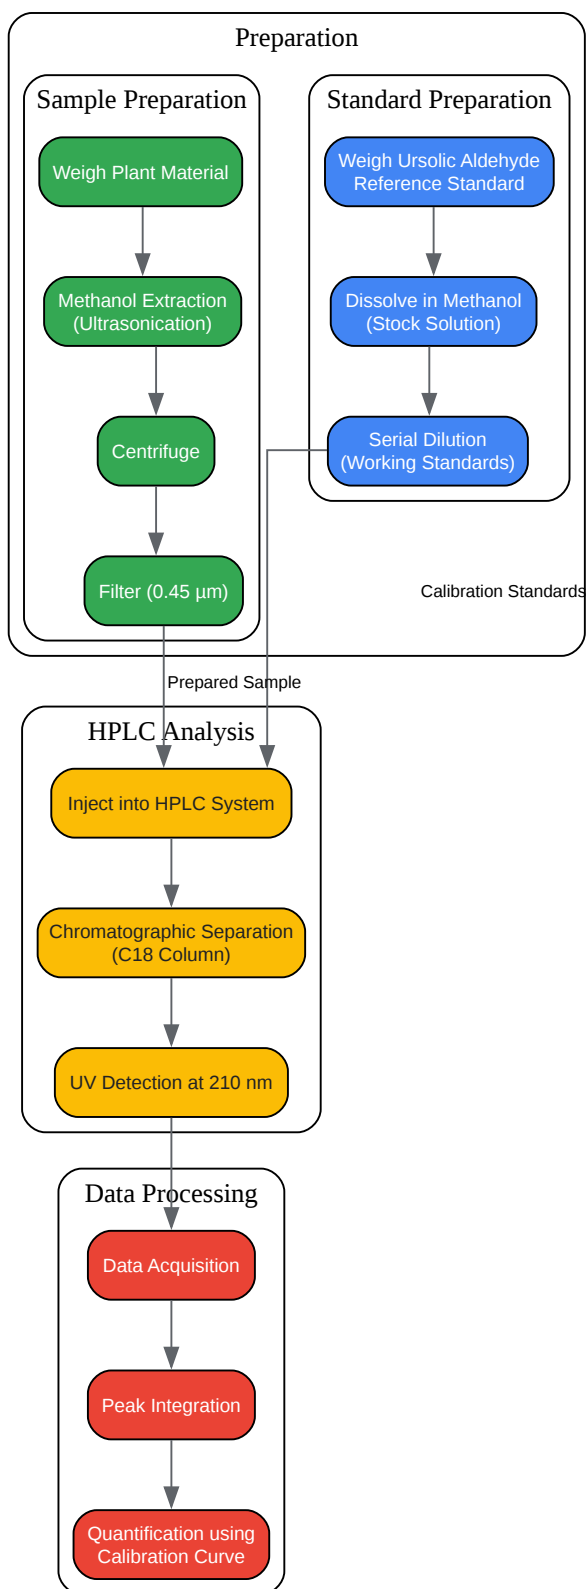 Preparation
Sample Preparation
Weigh Plant Material
Methanol Extraction
(Ultrasonication)
Centrifuge
Filter (0.45 µm)
Standard Preparation
Weigh Ursolic Aldehyde
Reference Standard
Dissolve in Methanol
(Stock Solution)
Serial Dilution
(Working Standards)
Calibration Standards
Prepared Sample
HPLC Analysis
Inject into HPLC System
Chromatographic Separation
(C18 Column)
UV Detection at 210 nm
Data Processing
Data Acquisition
Peak Integration
Quantification using
Calibration Curve